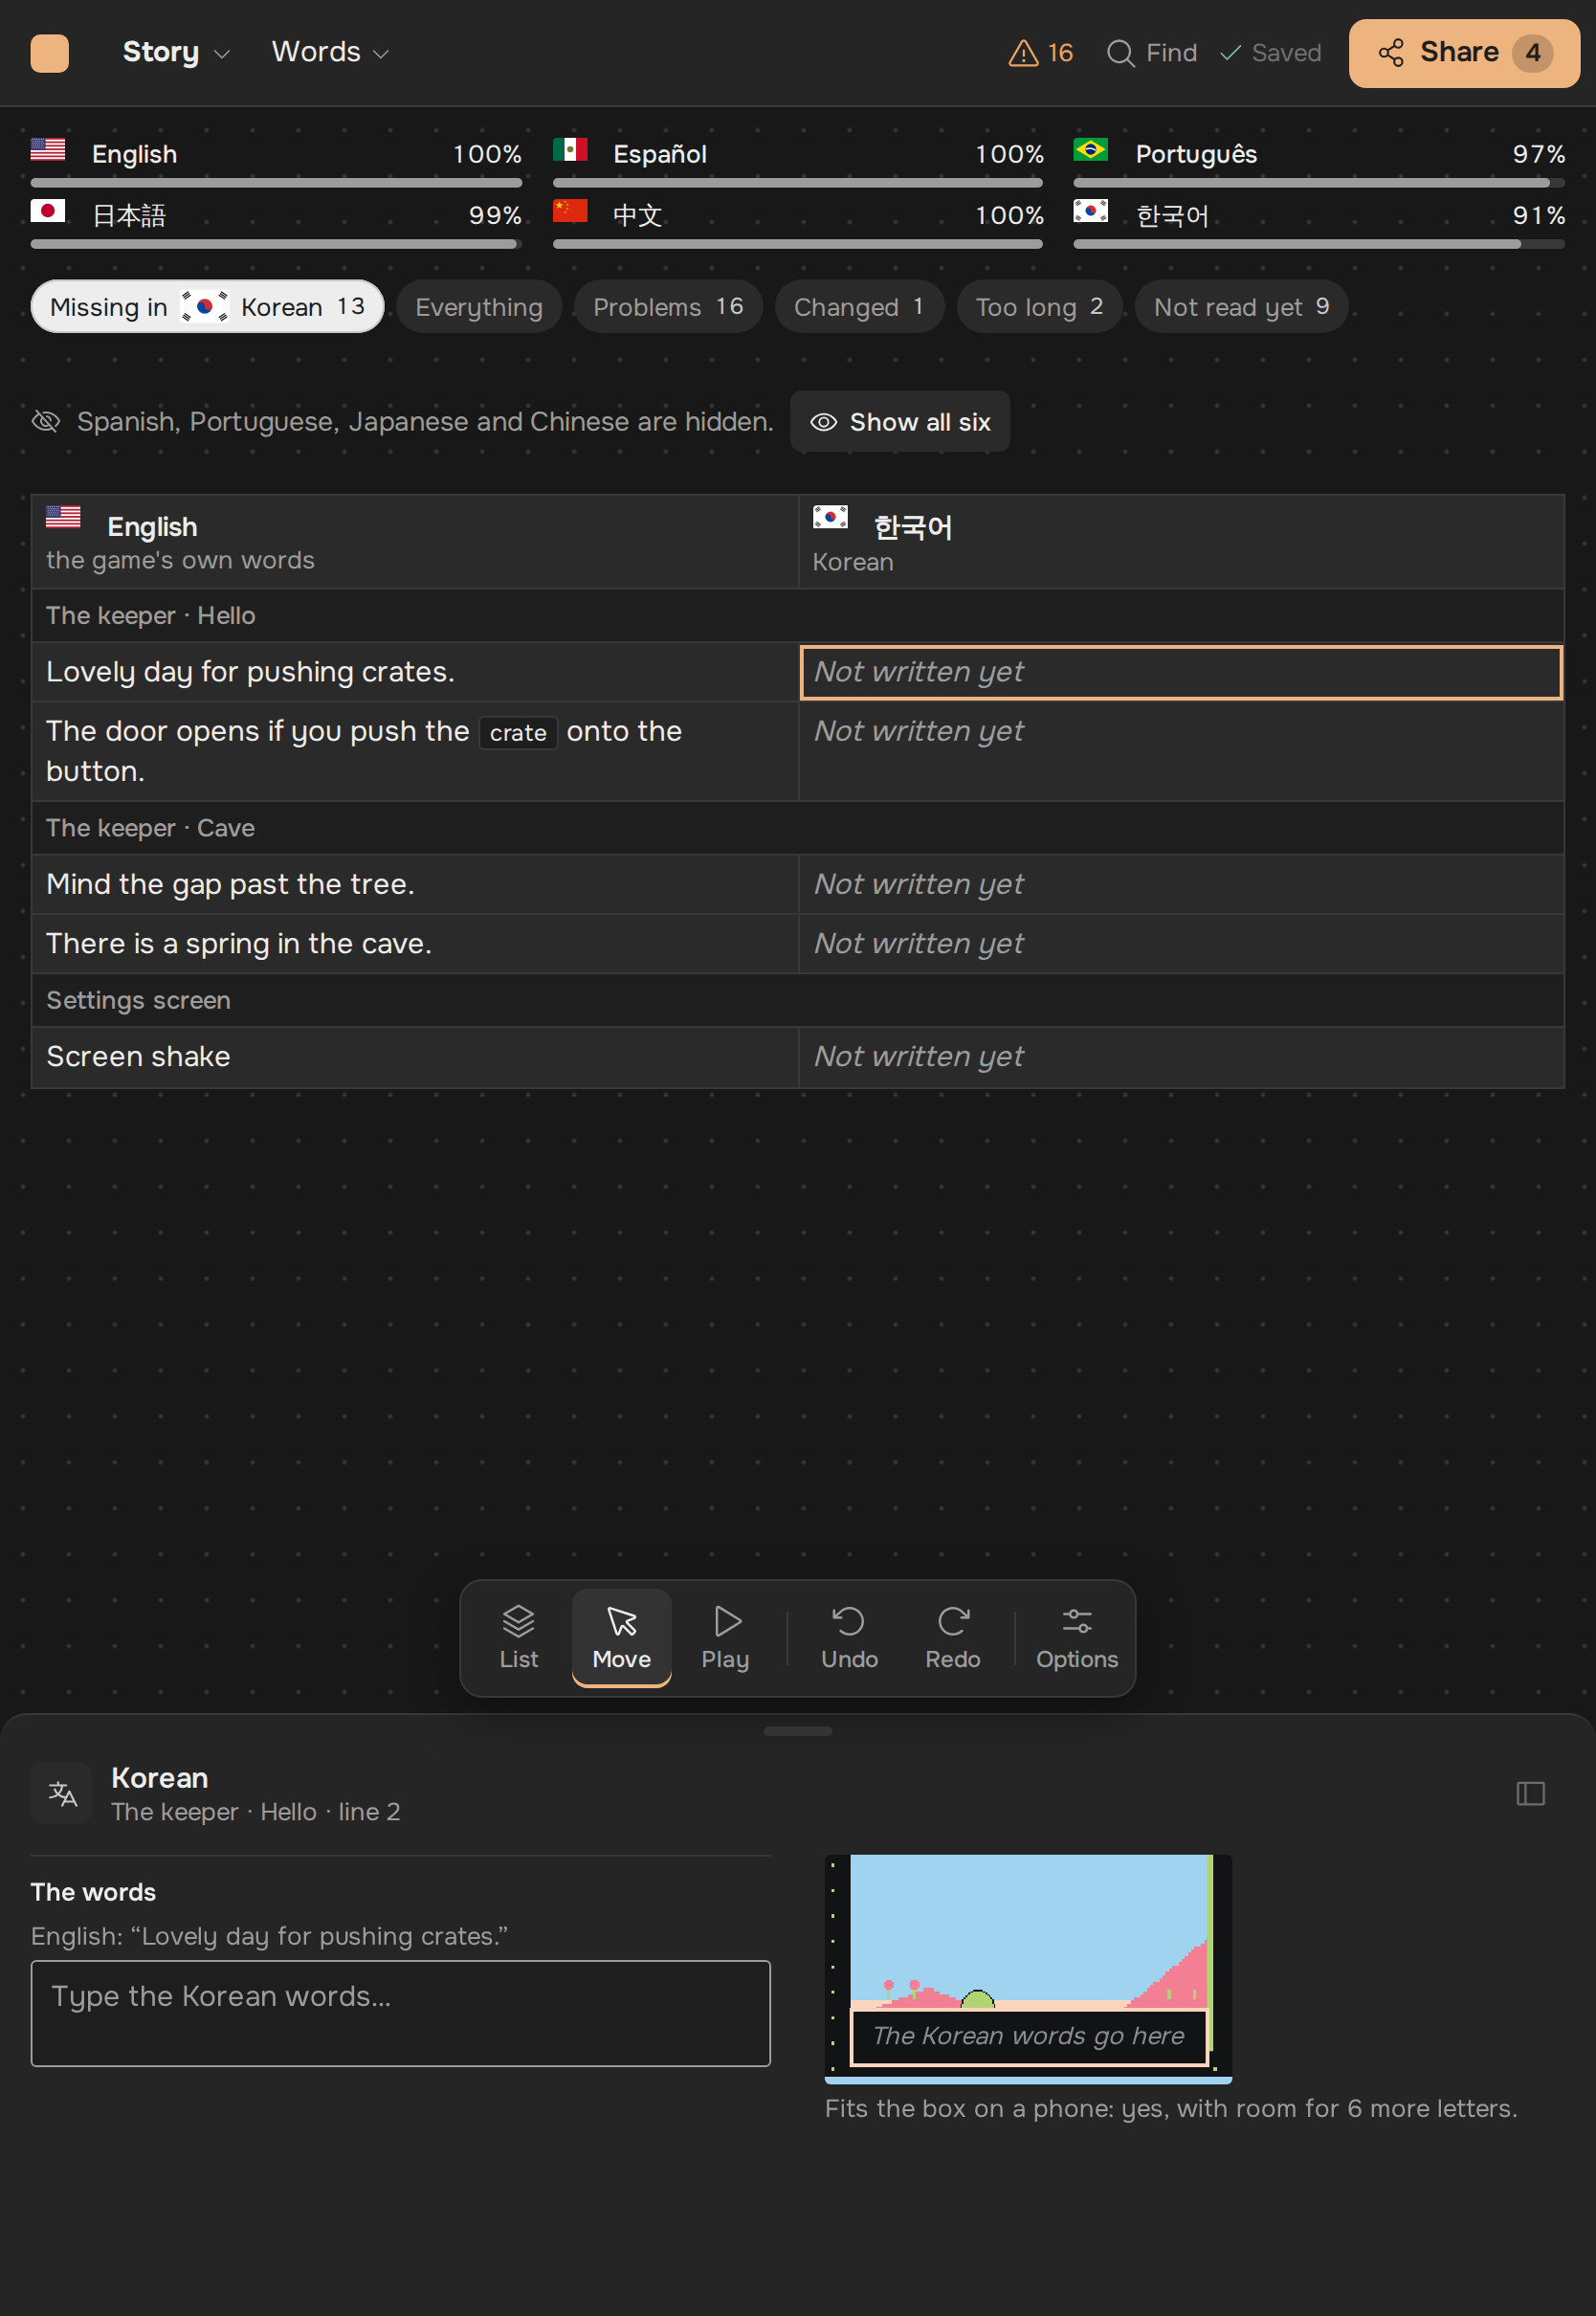 Story Words 16 Find Saved Share 4
English 100% Español 100% Português 97%
日本語 99% 中文 100% 한국어 91%
Missing in Korean 13 Everything Problems 16 Changed 1 Too long 2 Not read yet 9
Spanish, Portuguese, Japanese and Chinese are hidden. Show all six
English 한국어
the game's own words Korean
The keeper · Hello
Lovely day for pushing crates. Not written yet
The door opens if you push the crate onto the Not written yet
button.
The keeper · Cave
Mind the gap past the tree. Not written yet
There is a spring in the cave. Not written yet
Settings screen
Screen shake Not written yet
List Move Play Undo Redo Options
Korean
The keeper · Hello · line 2
The words
English: “Lovely day for pushing crates.”
Type the Korean words...
The Korean words go here
Fits the box on a phone: yes, with room for 6 more letters.